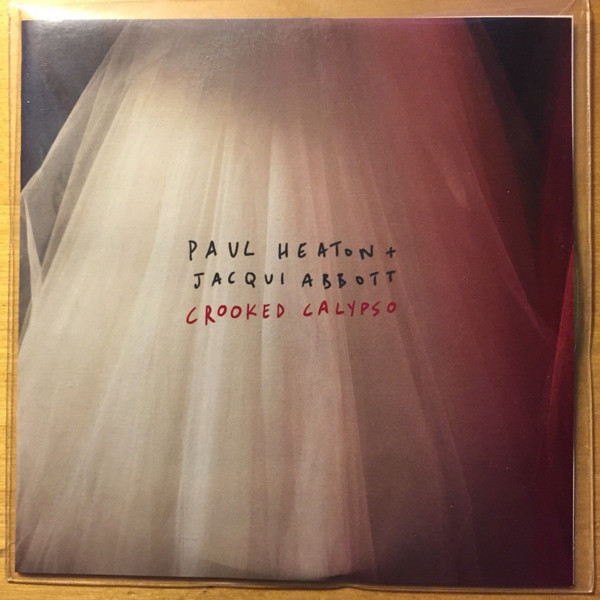 PAUL HEATON +
JACQUI ABBOTT
CROOKED CALYPSO